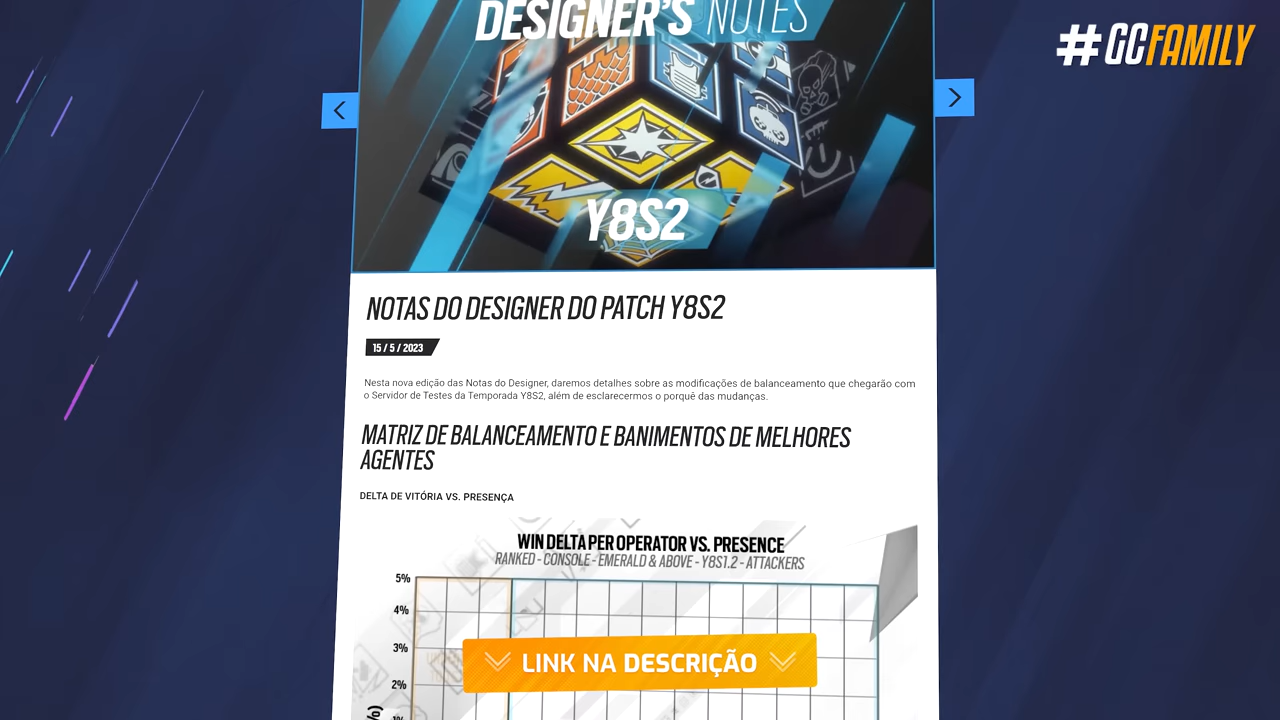 DESIGNER'S NOTES
#GCFAMILY
Y8S2
NOTAS DO DESIGNER DO PATCH Y8S2
15 / 5 / 2023
Nesta nova edição das Notas do Designer, daremos detalhes sobre as modificações de balanceamento que chegarão com
o Servidor de Testes da Temporada Y8S2, além de esclarecermos o porquê das mudanças.
MATRIZ DE BALANCEAMENTO E BANIMENTOS DE MELHORES
AGENTES
DELTA DE VITÓRIA VS. PRESENÇA
WIN DELTA PER OPERATOR VS. PRESENCE
RANKED - CONSOLE - EMERALD & ABOVE - Y8S1.2 - ATTACKERS
5%
4%
3%
LINK NA DESCRIÇÃO
2%